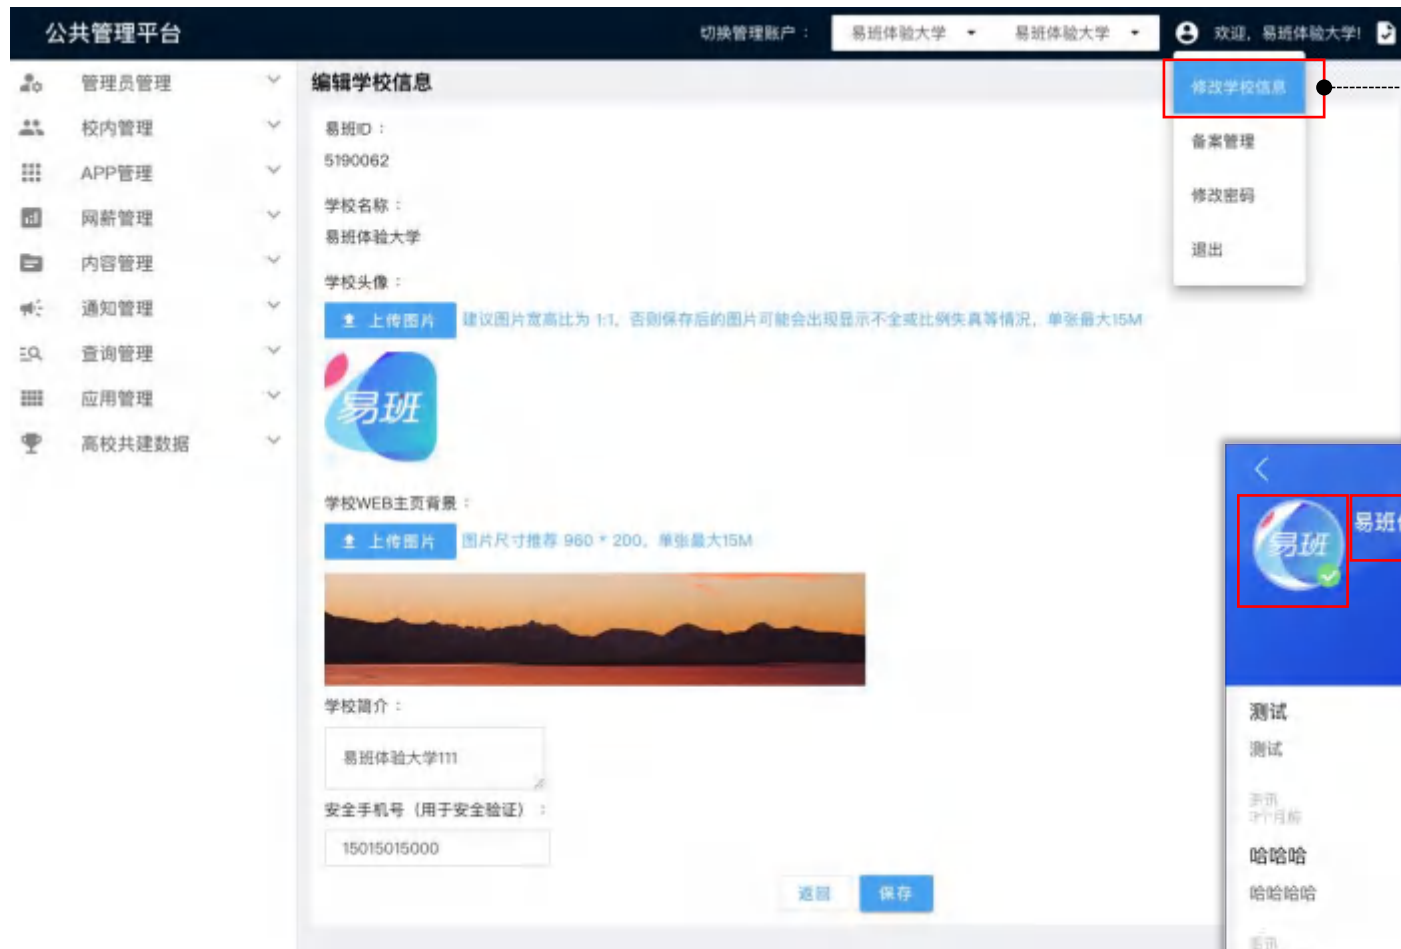 公共管理平台
切换管理账户：
易班体验大学
易班体验大学
欢迎，易班体验大学！
管理员管理
校内管理
APP管理
网薪管理
内容管理
通知管理
查询管理
应用管理
高校共建数据
编辑学校信息
易班ID：
5190062
学校名称：
易班体验大学
学校头像：
上传图片 建议图片宽高比为 1:1，否则保存后的图片可能会出现显示不全或比例失真等情况，单张最大15M
易班
学校WEB主页背景：
上传图片 图片尺寸推荐 960 * 200，单张最大15M
学校简介：
易班体验大学111
安全手机号（用于安全验证）：
15015015000
返回
保存
修改学校信息
备案管理
修改密码
退出
易班
易班
测试
测试
3个月前
哈哈哈
哈哈哈哈